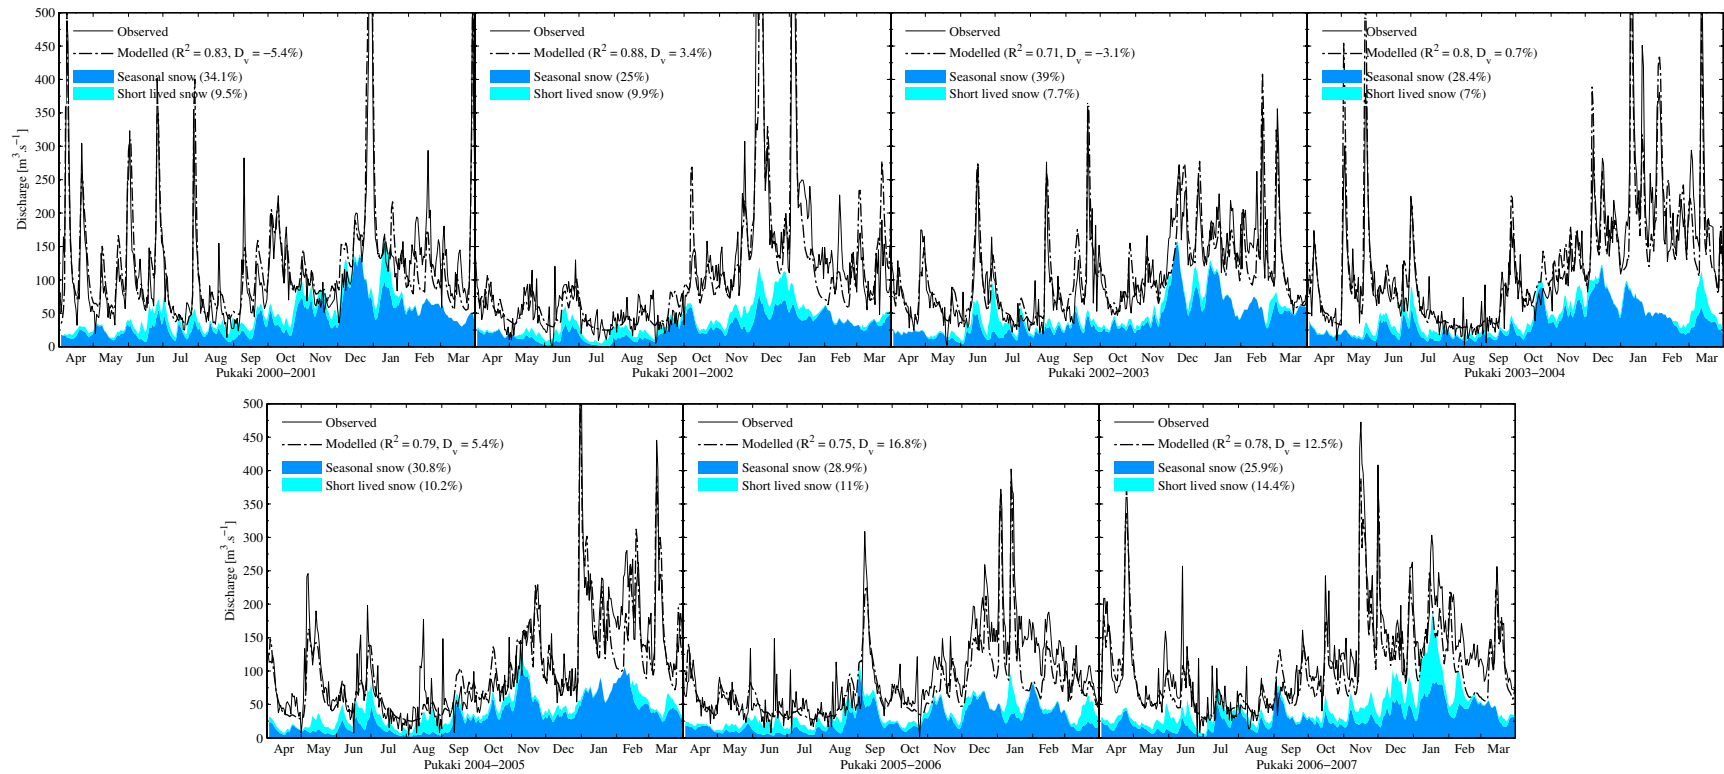 500
450
400
350
300
250
200
150
100
50
0
Discharge [m³.s⁻¹]
Observed
Modelled (R² = 0.83, Dᵥ = −5.4%)
Seasonal snow (34.1%)
Short lived snow (9.5%)
Apr May Jun Jul Aug Sep Oct Nov Dec Jan Feb Mar
Pukaki 2000−2001
Observed
Modelled (R² = 0.88, Dᵥ = 3.4%)
Seasonal snow (25%)
Short lived snow (9.9%)
Apr May Jun Jul Aug Sep Oct Nov Dec Jan Feb Mar
Pukaki 2001−2002
Observed
Modelled (R² = 0.71, Dᵥ = −3.1%)
Seasonal snow (39%)
Short lived snow (7.7%)
Apr May Jun Jul Aug Sep Oct Nov Dec Jan Feb Mar
Pukaki 2002−2003
Observed
Modelled (R² = 0.8, Dᵥ = 0.7%)
Seasonal snow (28.4%)
Short lived snow (7%)
Apr May Jun Jul Aug Sep Oct Nov Dec Jan Feb Mar
Pukaki 2003−2004
500
450
400
350
300
250
200
150
100
50
0
Discharge [m³.s⁻¹]
Observed
Modelled (R² = 0.79, Dᵥ = 5.4%)
Seasonal snow (30.8%)
Short lived snow (10.2%)
Apr May Jun Jul Aug Sep Oct Nov Dec Jan Feb Mar
Pukaki 2004−2005
Observed
Modelled (R² = 0.75, Dᵥ = 16.8%)
Seasonal snow (28.9%)
Short lived snow (11%)
Apr May Jun Jul Aug Sep Oct Nov Dec Jan Feb Mar
Pukaki 2005−2006
Observed
Modelled (R² = 0.78, Dᵥ = 12.5%)
Seasonal snow (25.9%)
Short lived snow (14.4%)
Apr May Jun Jul Aug Sep Oct Nov Dec Jan Feb Mar
Pukaki 2006−2007